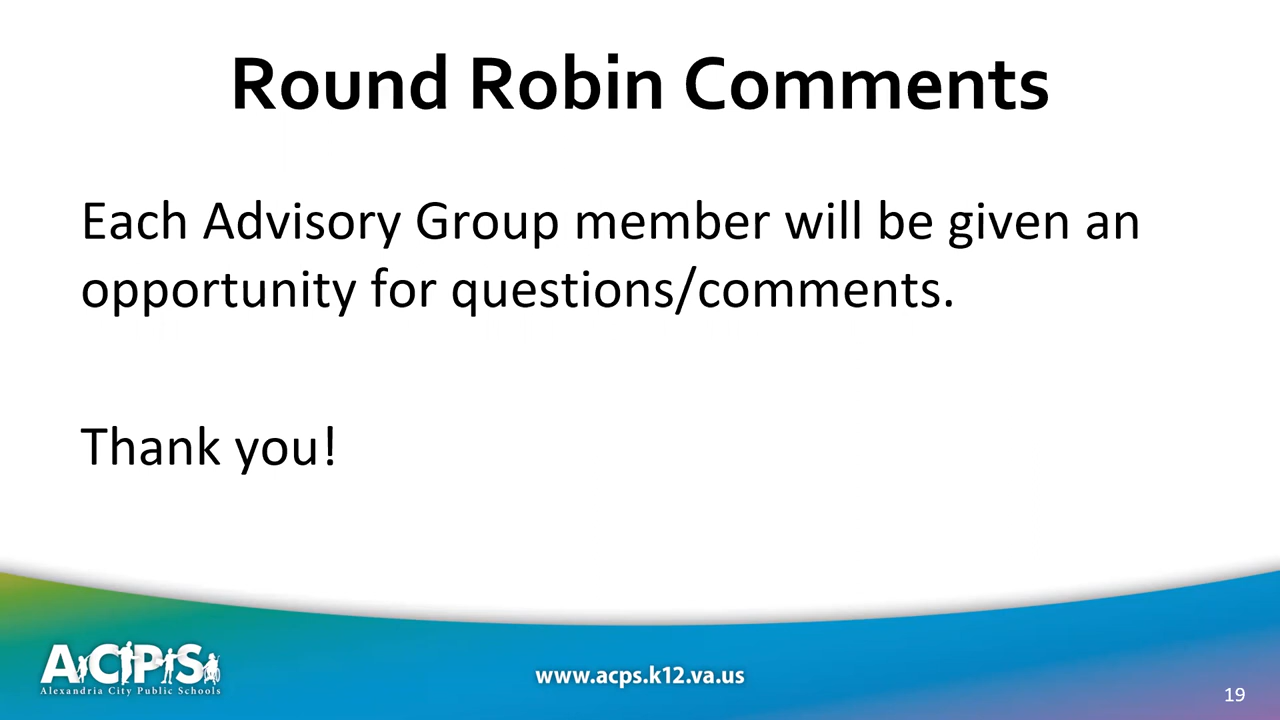 Round Robin Comments
Each Advisory Group member will be given an
opportunity for questions/comments.
Thank you!
ACPS
Alexandria City Public Schools
www.acps.k12.va.us
19